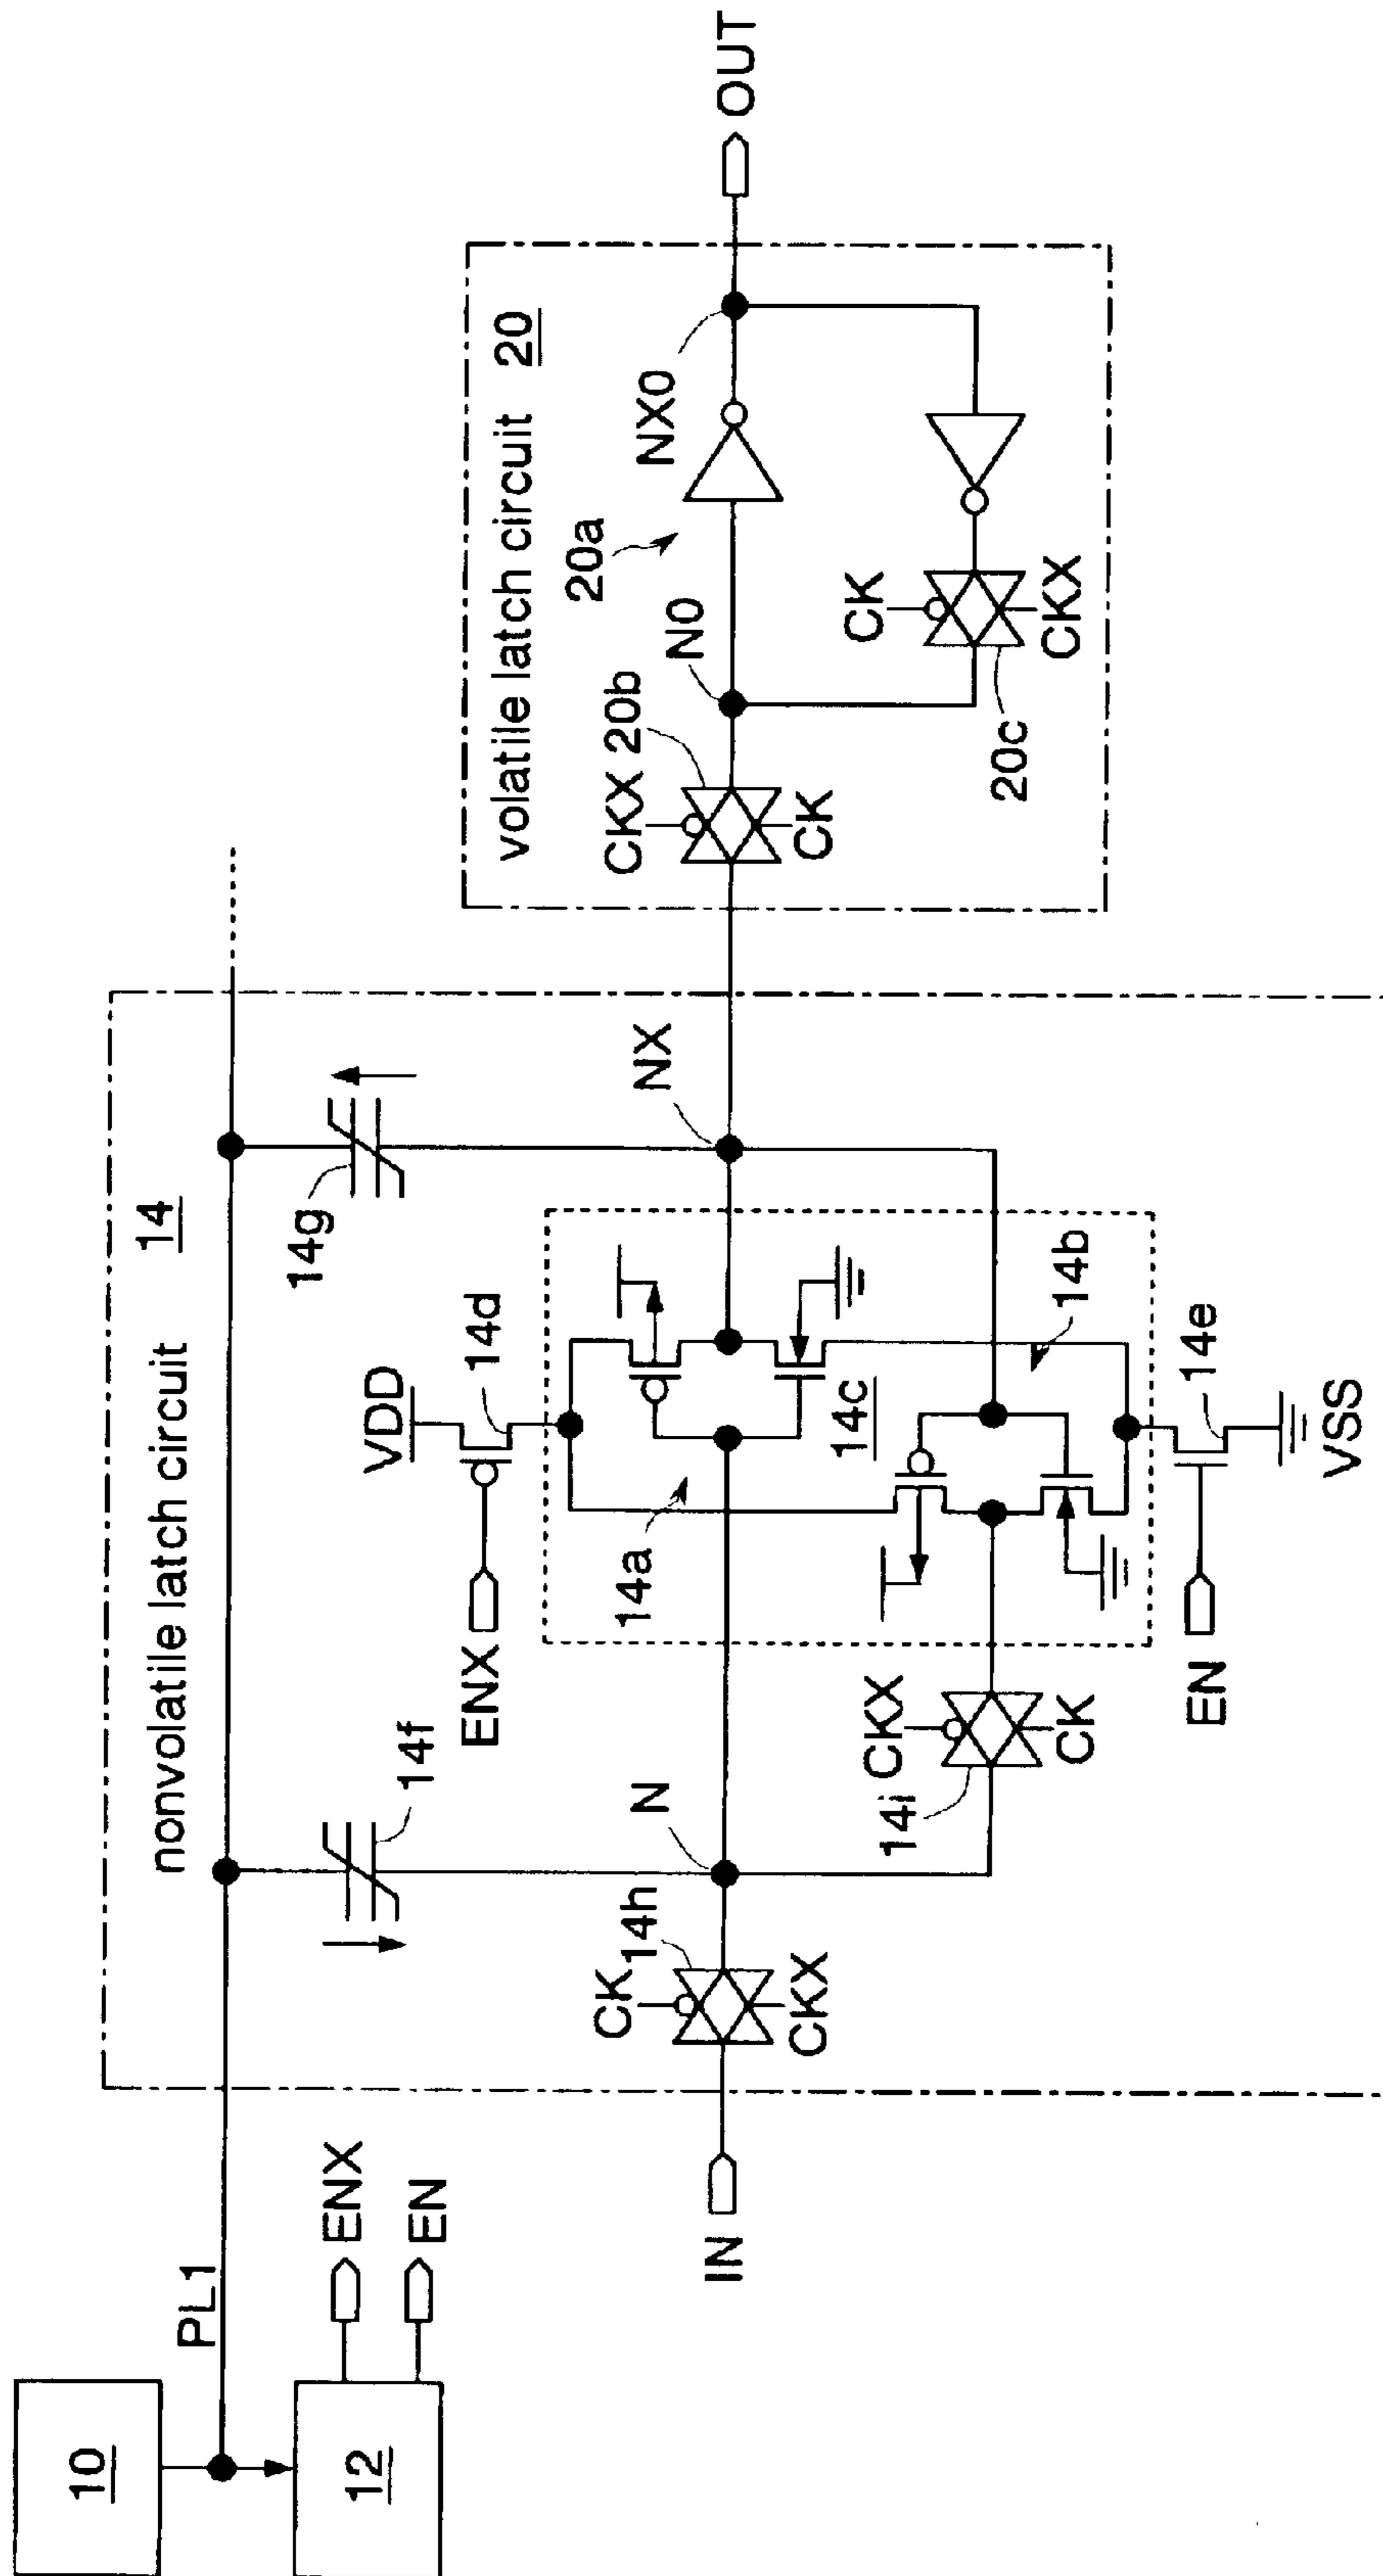 10
12
PL1
ENX
EN
IN
nonvolatile latch circuit 14
14f
14g
VDD
ENX
14d
CK
14h
CKX
N
14a
14c
NX
CKX
14i
CK
14b
EN
14e
VSS
volatile latch circuit 20
CKX
20b
CK
N0
20a
NX0
CK
20c
CKX
OUT